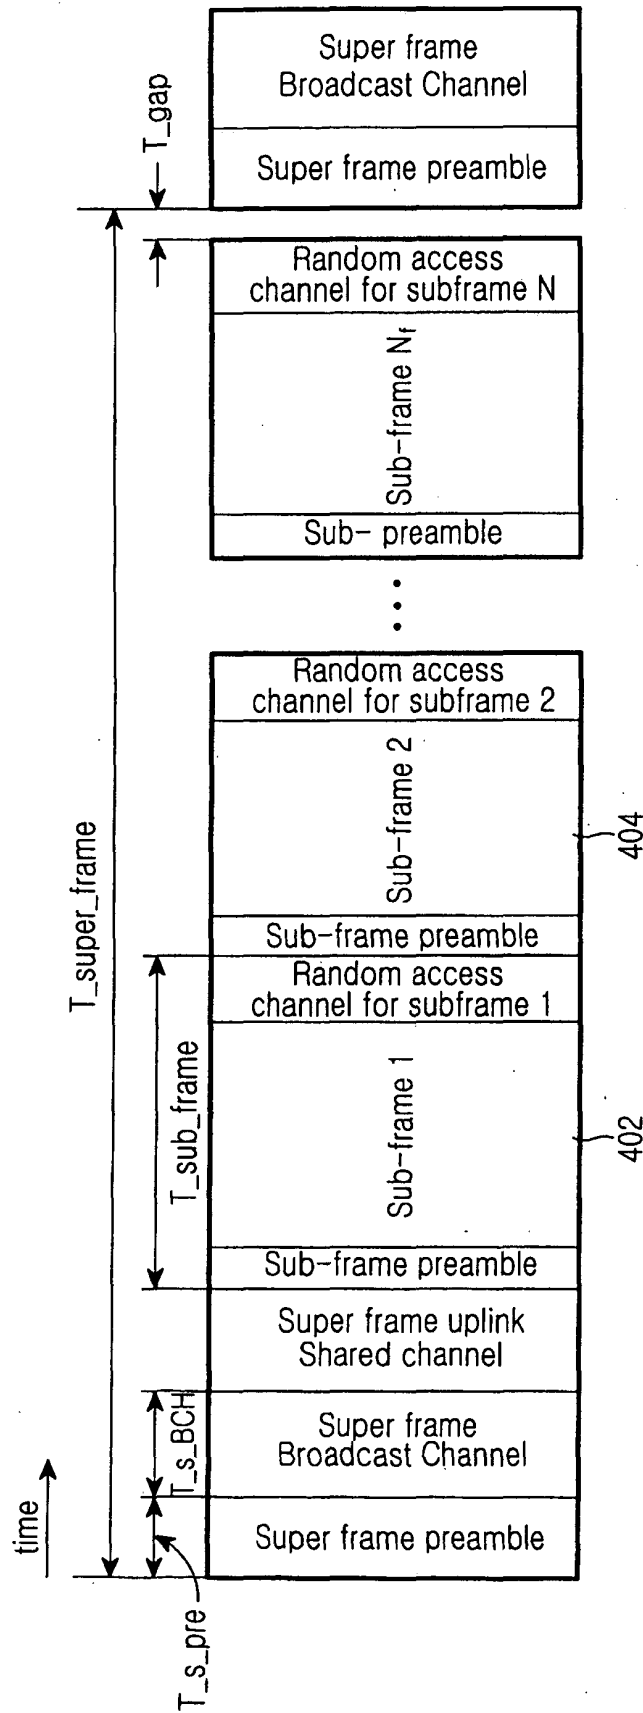 Super frame
Broadcast Channel
T_gap
Super frame preamble
Random access
channel for subframe N
Sub-frame Nf
Sub- preamble
...
Random access
channel for subframe 2
T_super_frame
Sub-frame 2
404
Sub-frame preamble
Random access
channel for subframe 1
T_sub_frame
Sub-frame 1
402
Sub-frame preamble
Super frame uplink
Shared channel
T_s_BCH
Super frame
Broadcast Channel
time
Super frame preamble
T_s_pre